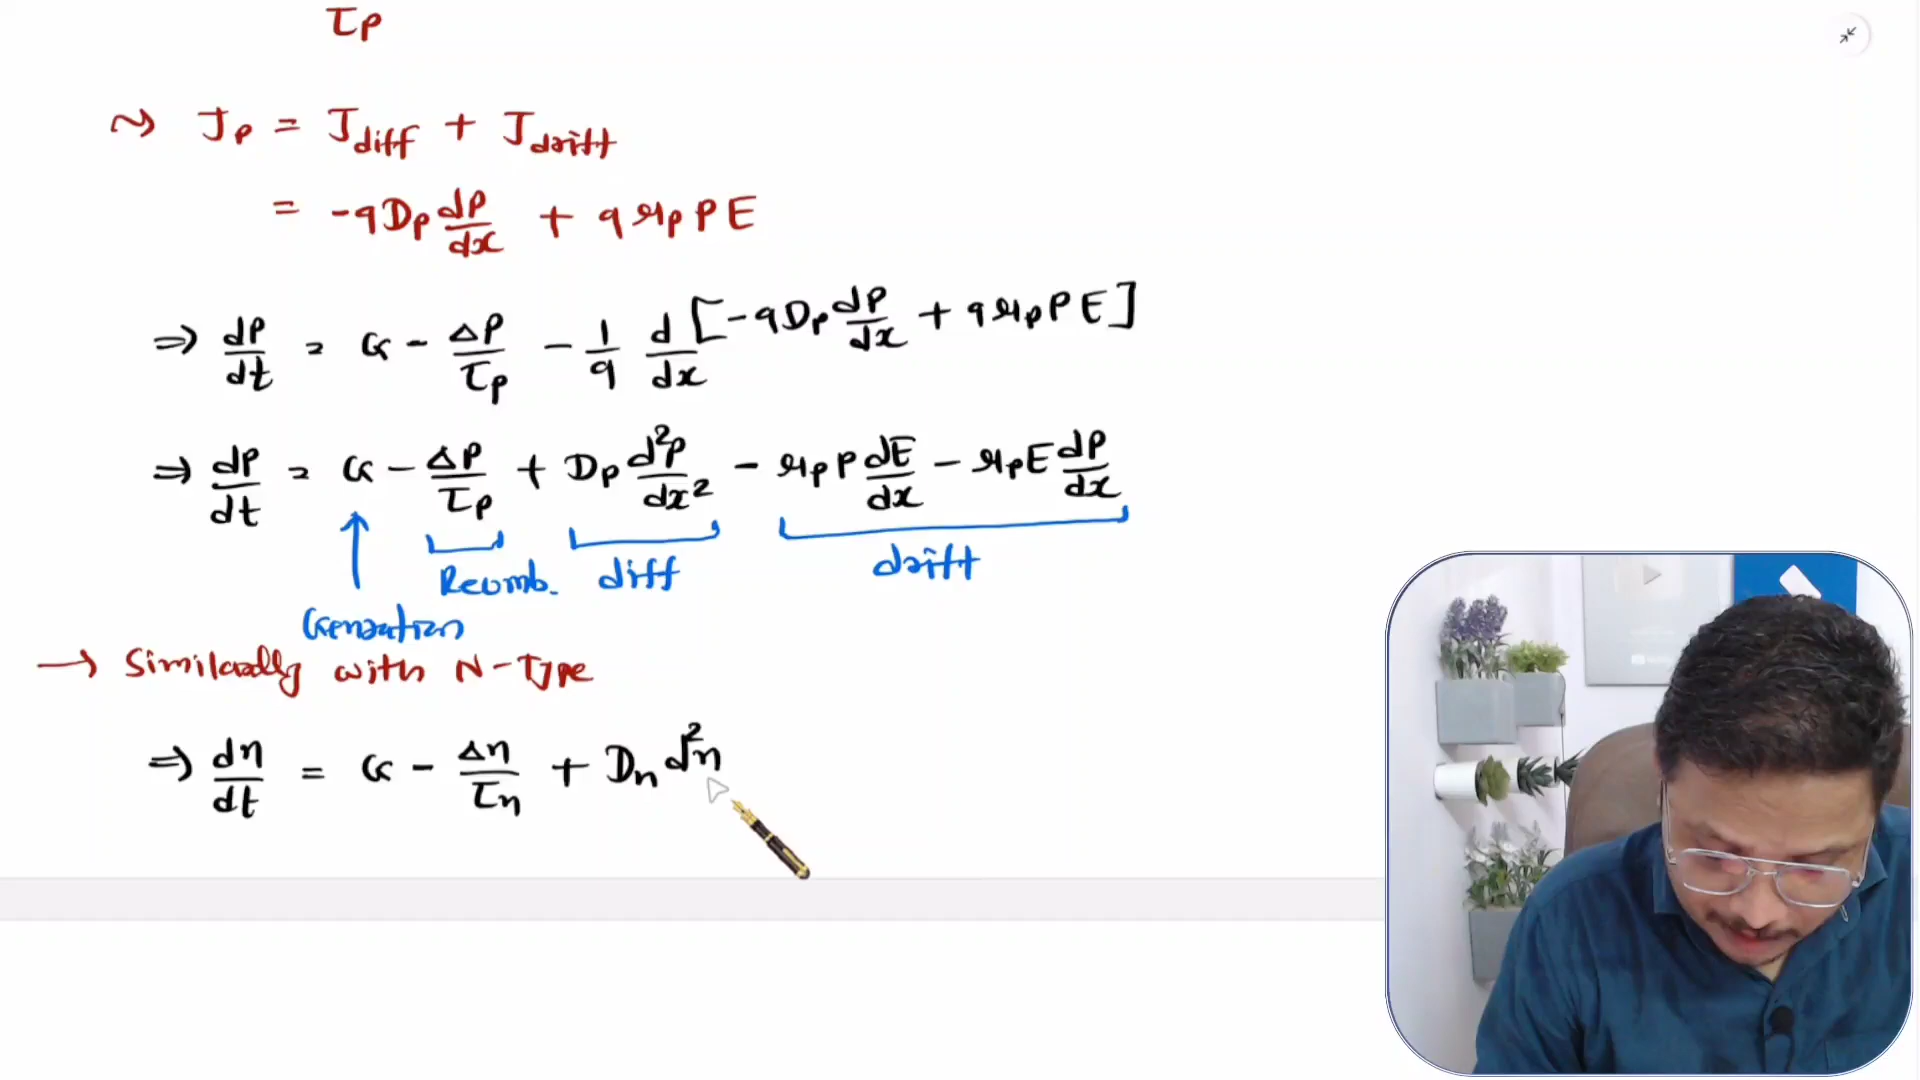 τp
~> Jp = Jdiff + Jdrift
= -qDp dp/dx + qμp P E
⇒ dp/dt = G - Δp/τp - 1/q d/dx [-qDp dp/dx + qμp P E]
⇒ dp/dt = G - Δp/τp + Dp d²p/dx² - μp P dE/dx - μp E dp/dx
Recomb. diff drift
Generation
→ Similarly with N-Type
⇒ dn/dt = G - Δn/τn + Dn d²n